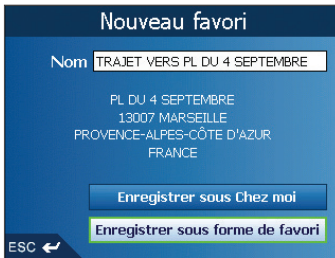 Nouveau favori
Nom TRAJET VERS PL DU 4 SEPTEMBRE
PL DU 4 SEPTEMBRE
13007 MARSEILLE
PROVENCE-ALPES-CÔTE D'AZUR
FRANCE
Enregistrer sous Chez moi
Enregistrer sous forme de favori
ESC